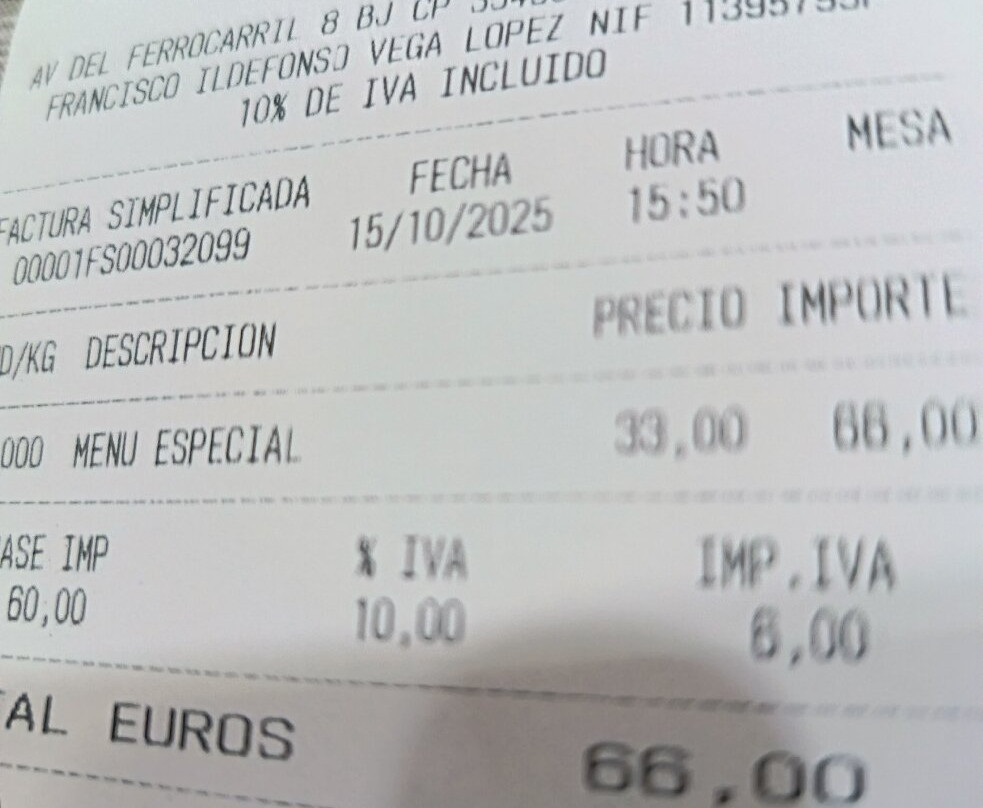 AV DEL FERROCARRIL 8 BJ CP
FRANCISCO ILDEFONSO VEGA LOPEZ NIF
10% DE IVA INCLUIDO
FACTURA SIMPLIFICADA FECHA HORA MESA
00001FS00032099 15/10/2025 15:50
D/KG DESCRIPCION PRECIO IMPORTE
000 MENU ESPECIAL 33,00 66,00
ASE IMP % IVA IMP.IVA
60,00 10,00 6,00
AL EUROS 66,00